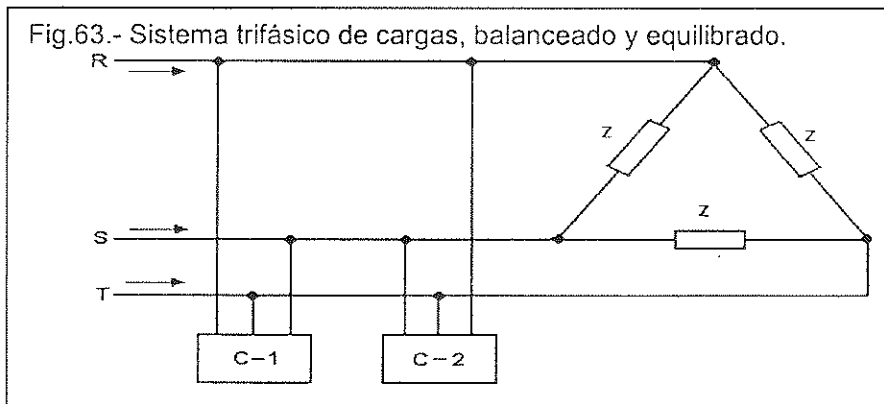 Fig.63.- Sistema trifásico de cargas, balanceado y equilibrado.
R
z
z
S
z
T
C-1
C-2